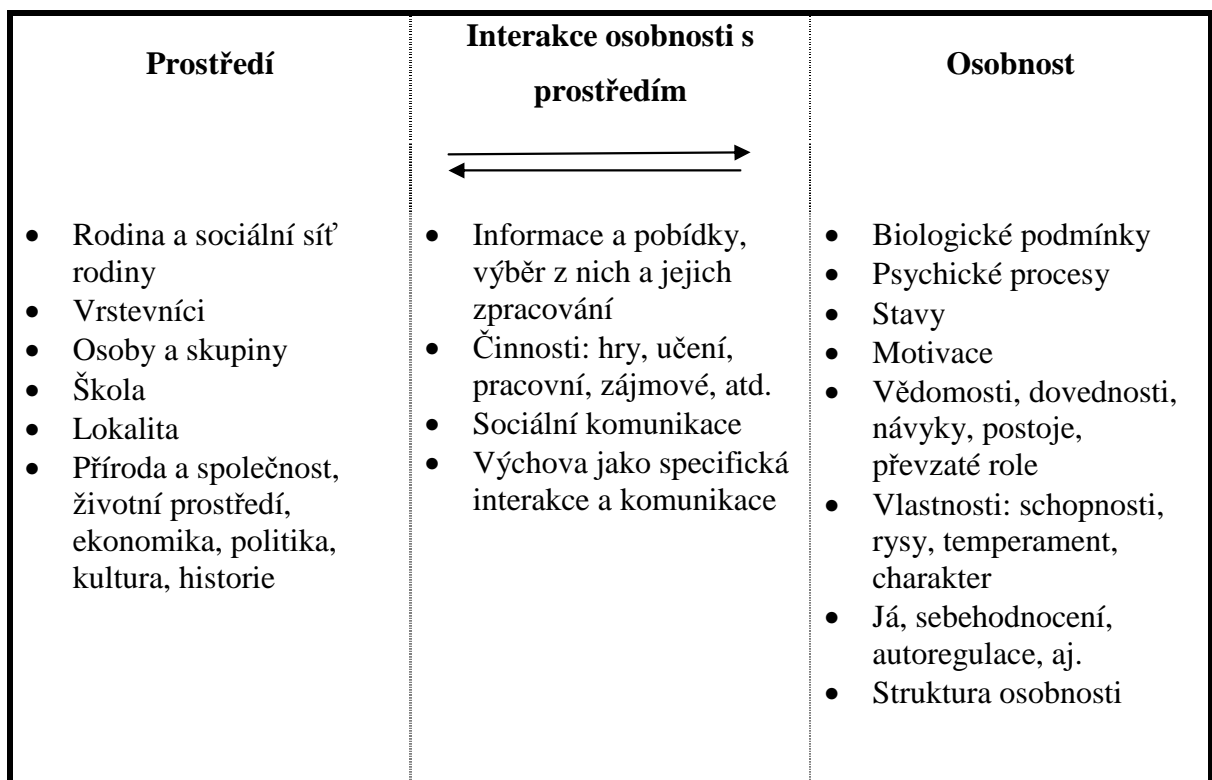 Prostředí
Interakce osobnosti s
prostředím
Osobnost
• Rodina a sociální síť
rodiny
• Vrstevníci
• Osoby a skupiny
• Škola
• Lokalita
• Příroda a společnost,
životní prostředí,
ekonomika, politika,
kultura, historie
• Informace a pobídky,
výběr z nich a jejich
zpracování
• Činnosti: hry, učení,
pracovní, zájmové, atd.
• Sociální komunikace
• Výchova jako specifická
interakce a komunikace
• Biologické podmínky
• Psychické procesy
• Stavy
• Motivace
• Vědomosti, dovednosti,
návyky, postoje,
převzaté role
• Vlastnosti: schopnosti,
rysy, temperament,
charakter
• Já, sebehodnocení,
autoregulace, aj.
• Struktura osobnosti